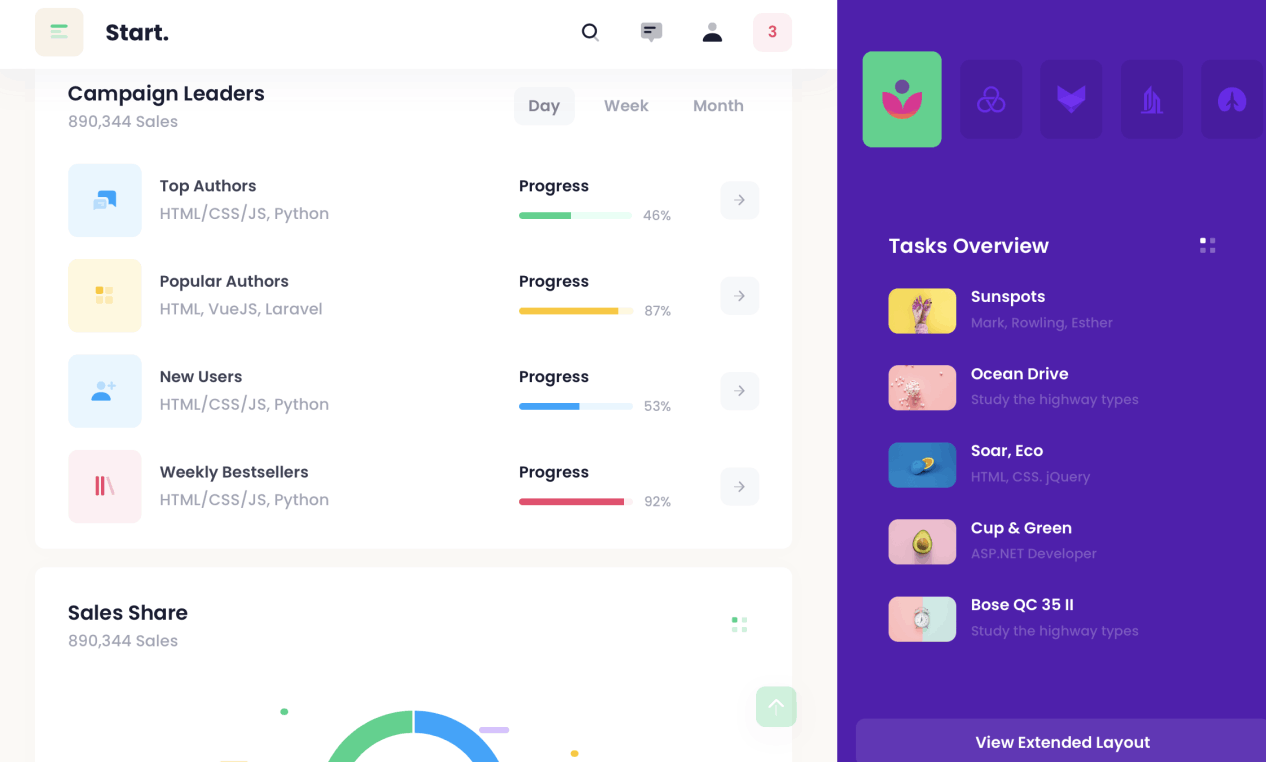 Start.
3
Campaign Leaders
890,344 Sales
Day
Week
Month
Top Authors
HTML/CSS/JS, Python
Progress
46%
Popular Authors
HTML, VueJS, Laravel
Progress
87%
New Users
HTML/CSS/JS, Python
Progress
53%
Weekly Bestsellers
HTML/CSS/JS, Python
Progress
92%
Sales Share
890,344 Sales
Tasks Overview
Sunspots
Mark, Rowling, Esther
Ocean Drive
Study the highway types
Soar, Eco
HTML, CSS. jQuery
Cup & Green
ASP.NET Developer
Bose QC 35 II
Study the highway types
View Extended Layout